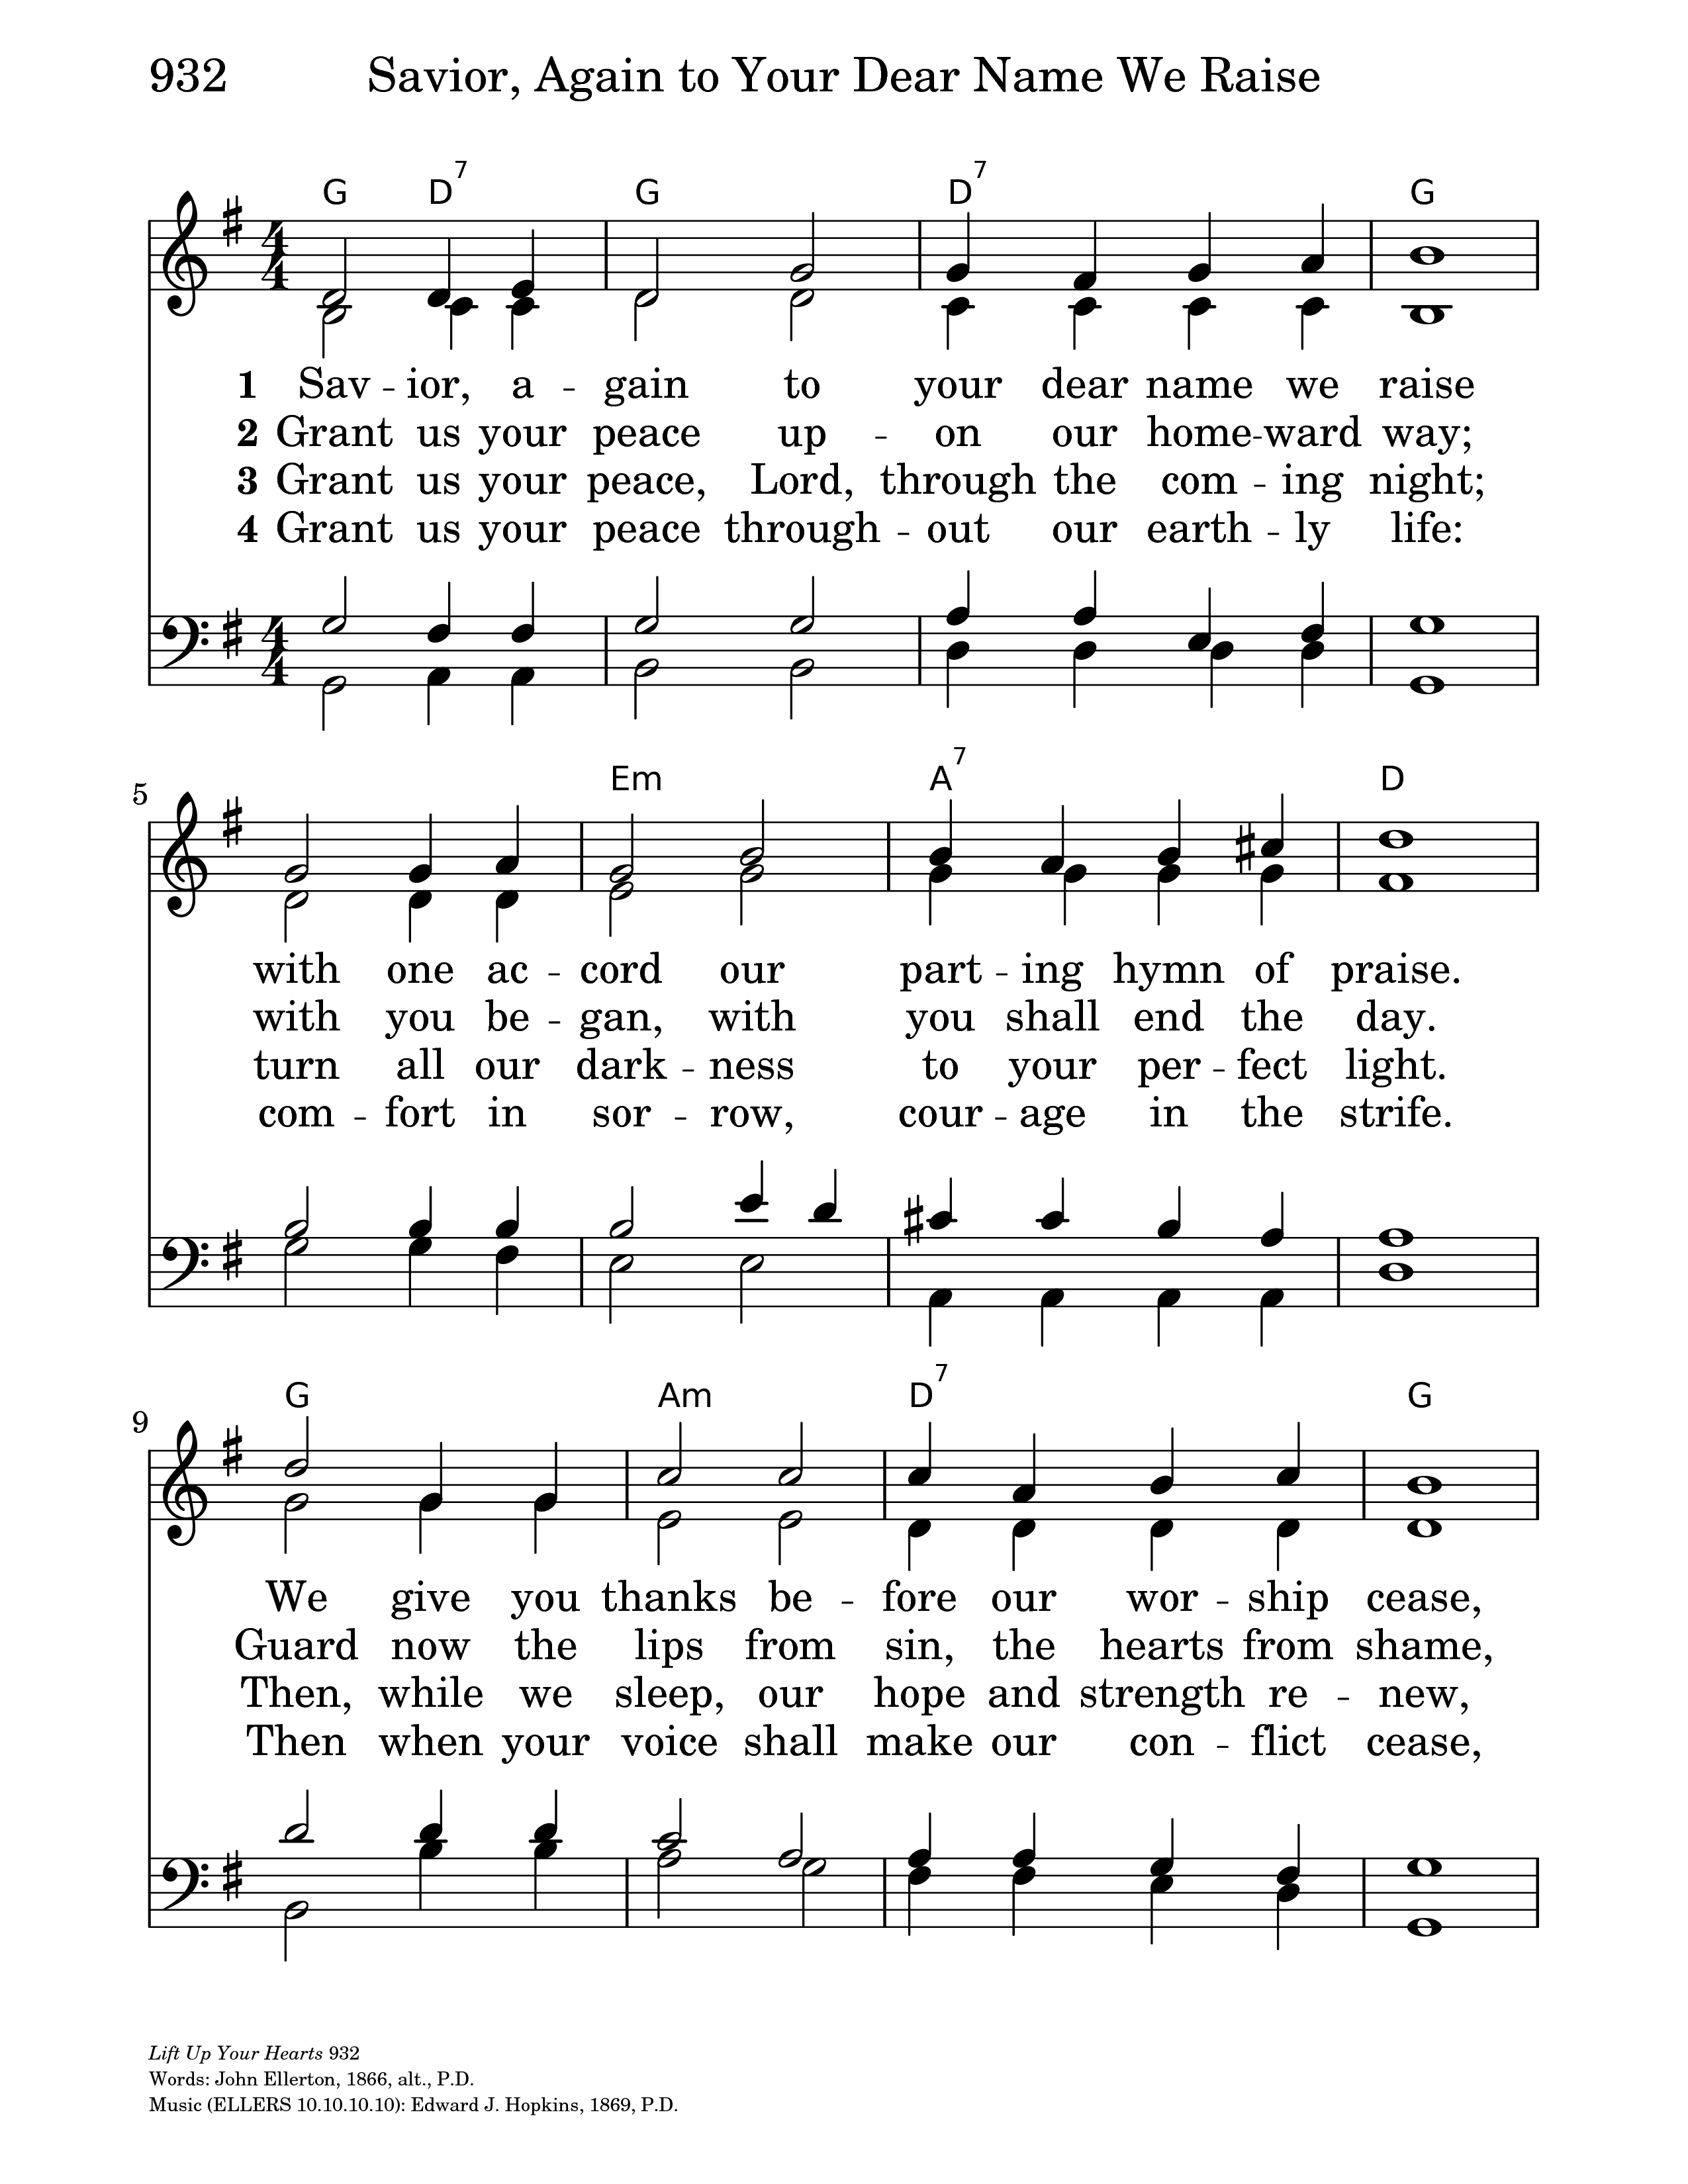 932 Savior, Again to Your Dear Name We Raise
G D7 G D7 G
4 4
1 Sav - ior, a - gain to your dear name we raise
2 Grant us your peace up - on our home - ward way;
3 Grant us your peace, Lord, through the com - ing night;
4 Grant us your peace through - out our earth - ly life:
4 4
5 Em A7 D
with one ac - cord our part - ing hymn of praise.
with you be - gan, with you shall end the day.
turn all our dark - ness to your per - fect light.
com - fort in sor - row, cour - age in the strife.
9 G Am D7 G
We give you thanks be - fore our wor - ship cease,
Guard now the lips from sin, the hearts from shame,
Then, while we sleep, our hope and strength re - new,
Then when your voice shall make our con - flict cease,
Lift Up Your Hearts 932
Words: John Ellerton, 1866, alt., P.D.
Music (ELLERS 10.10.10.10): Edward J. Hopkins, 1869, P.D.